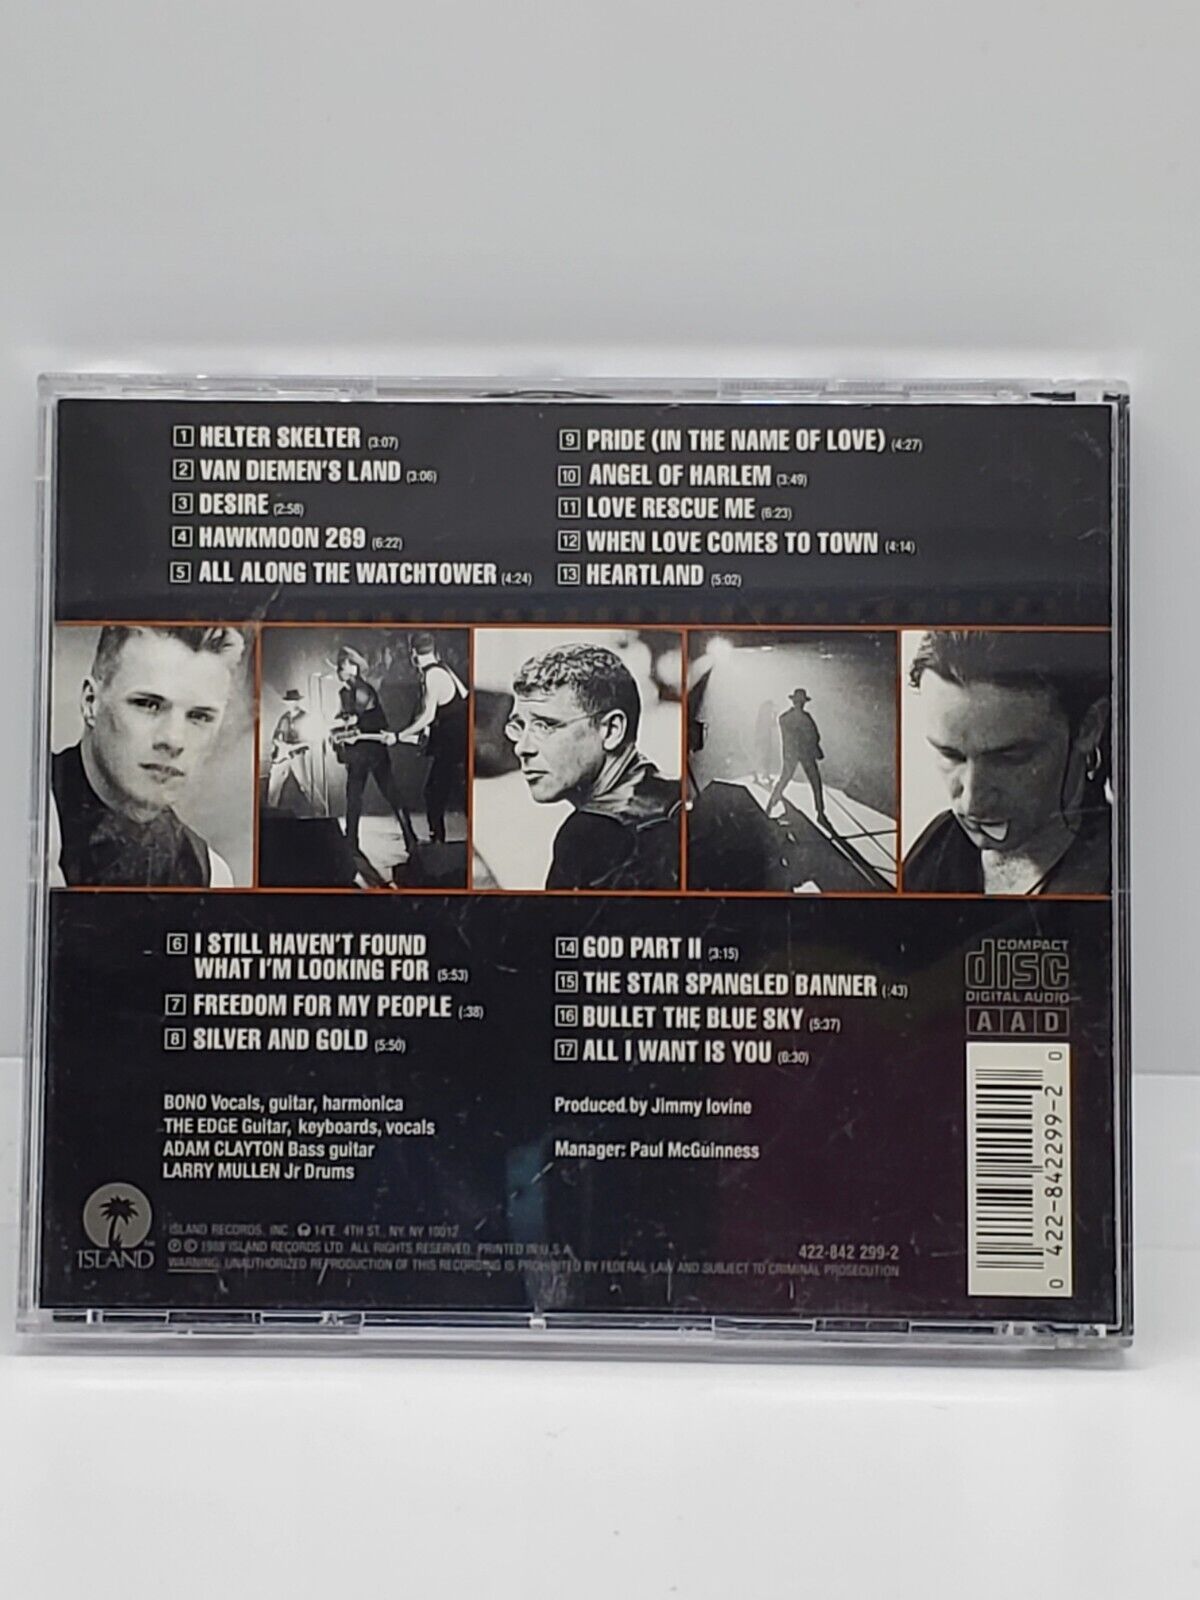 1 HELTER SKELTER (3:07)
2 VAN DIEMEN'S LAND (3:06)
3 DESIRE (2:58)
4 HAWKMOON 269 (6:22)
5 ALL ALONG THE WATCHTOWER (4:24)
9 PRIDE (IN THE NAME OF LOVE) (4:27)
10 ANGEL OF HARLEM (3:49)
11 LOVE RESCUE ME (6:23)
12 WHEN LOVE COMES TO TOWN (4:14)
13 HEARTLAND (5:02)
6 I STILL HAVEN'T FOUND
WHAT I'M LOOKING FOR (5:53)
7 FREEDOM FOR MY PEOPLE (:38)
8 SILVER AND GOLD (5:50)
14 GOD PART II (3:15)
15 THE STAR SPANGLED BANNER (:43)
16 BULLET THE BLUE SKY (5:37)
17 ALL I WANT IS YOU (6:30)
COMPACT
disc
DIGITAL AUDIO
A A D
BONO Vocals, guitar, harmonica
THE EDGE Guitar, keyboards, vocals
ADAM CLAYTON Bass guitar
LARRY MULLEN Jr Drums
Produced by Jimmy Iovine
Manager: Paul McGuinness
ISLAND
ISLAND RECORDS, INC. 14 E. 4TH ST., NY, NY 10012
℗ © 1988 ISLAND RECORDS LTD. ALL RIGHTS RESERVED. PRINTED IN U.S.A.
WARNING: UNAUTHORIZED REPRODUCTION OF THIS RECORDING IS PROHIBITED BY FEDERAL LAW AND SUBJECT TO CRIMINAL PROSECUTION
422-842 299-2
0 422-842299-2 0